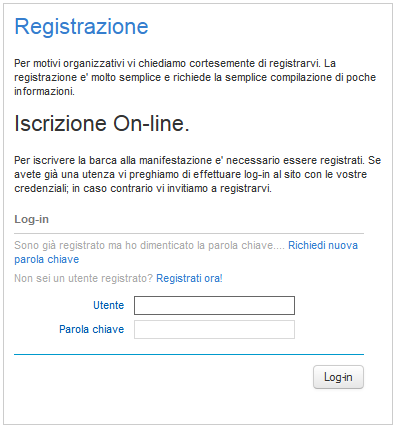 Registrazione
Per motivi organizzativi vi chiediamo cortesemente di registrarvi. La
registrazione e' molto semplice e richiede la semplice compilazione di poche
informazioni.
Iscrizione On-line.
Per iscrivere la barca alla manifestazione e' necessario essere registrati. Se
avete già una utenza vi preghiamo di effettuare log-in al sito con le vostre
credenziali; in caso contrario vi invitiamo a registrarvi.
Log-in
Sono già registrato ma ho dimenticato la parola chiave.... Richiedi nuova
parola chiave
Non sei un utente registrato? Registrati ora!
Utente
Parola chiave
Log-in